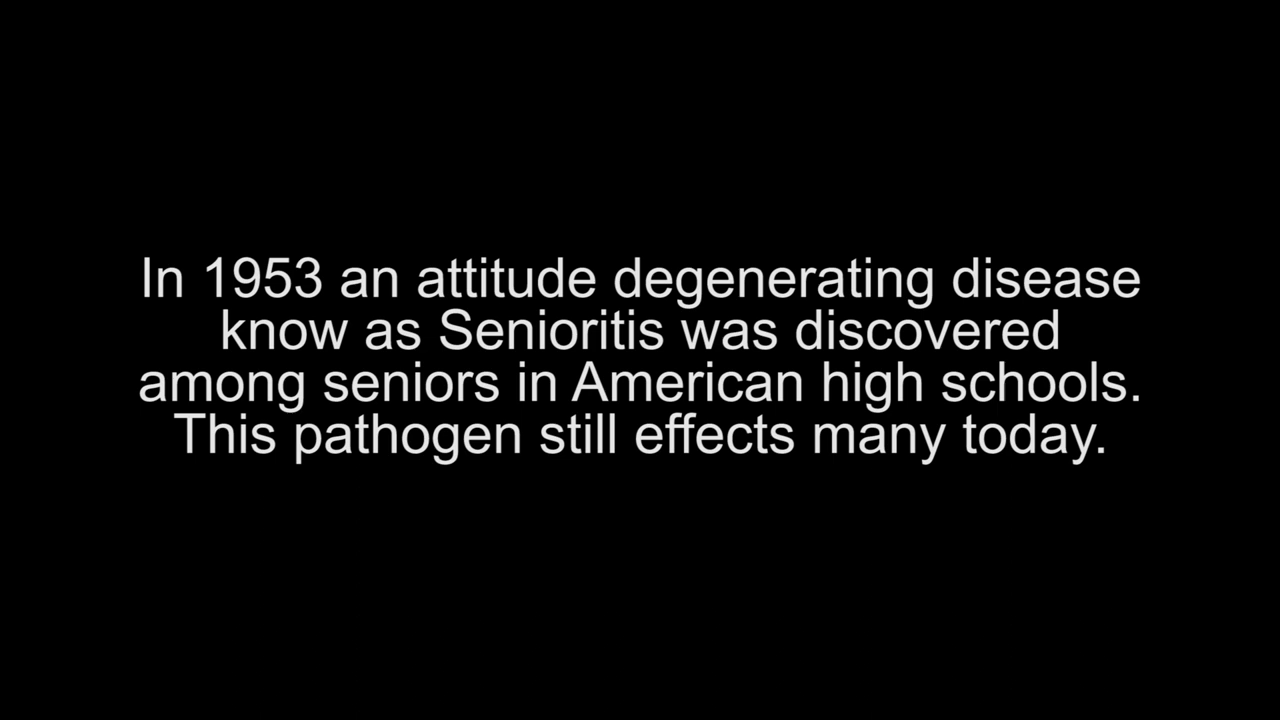 In 1953 an attitude degenerating disease
know as Senioritis was discovered
among seniors in American high schools.
This pathogen still effects many today.